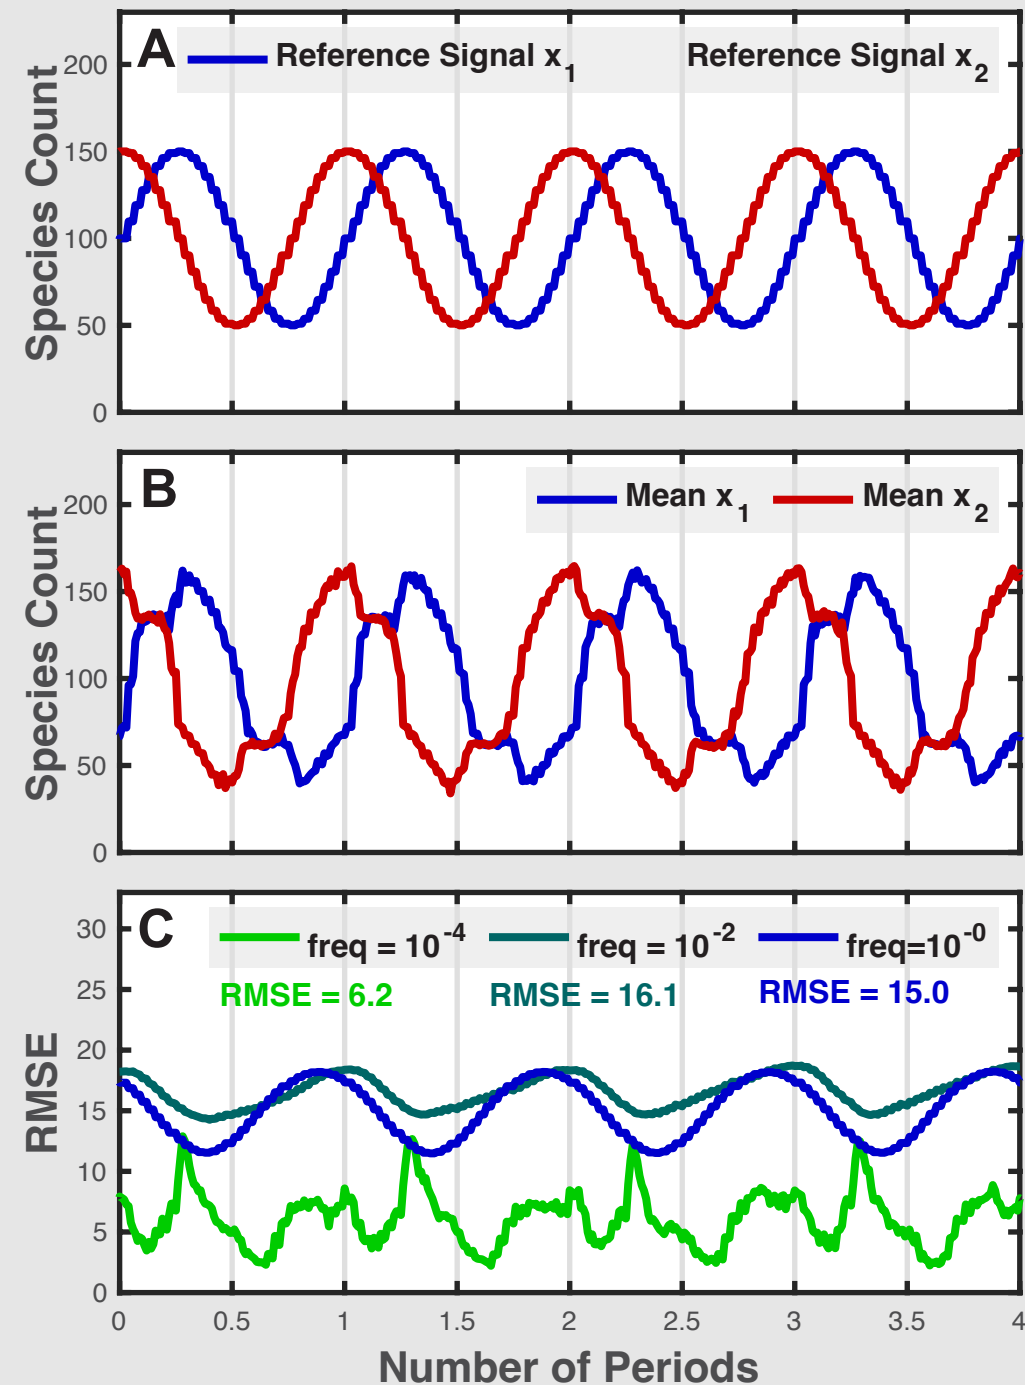 A
Reference Signal x1 Reference Signal x2
Species Count
200
150
100
50
0
B
Mean x1 Mean x2
Species Count
200
150
100
50
0
C
freq = 10-4 freq = 10-2 freq=10-0
RMSE = 6.2 RMSE = 16.1 RMSE = 15.0
RMSE
30
25
20
15
10
5
0
0 0.5 1 1.5 2 2.5 3 3.5 4
Number of Periods